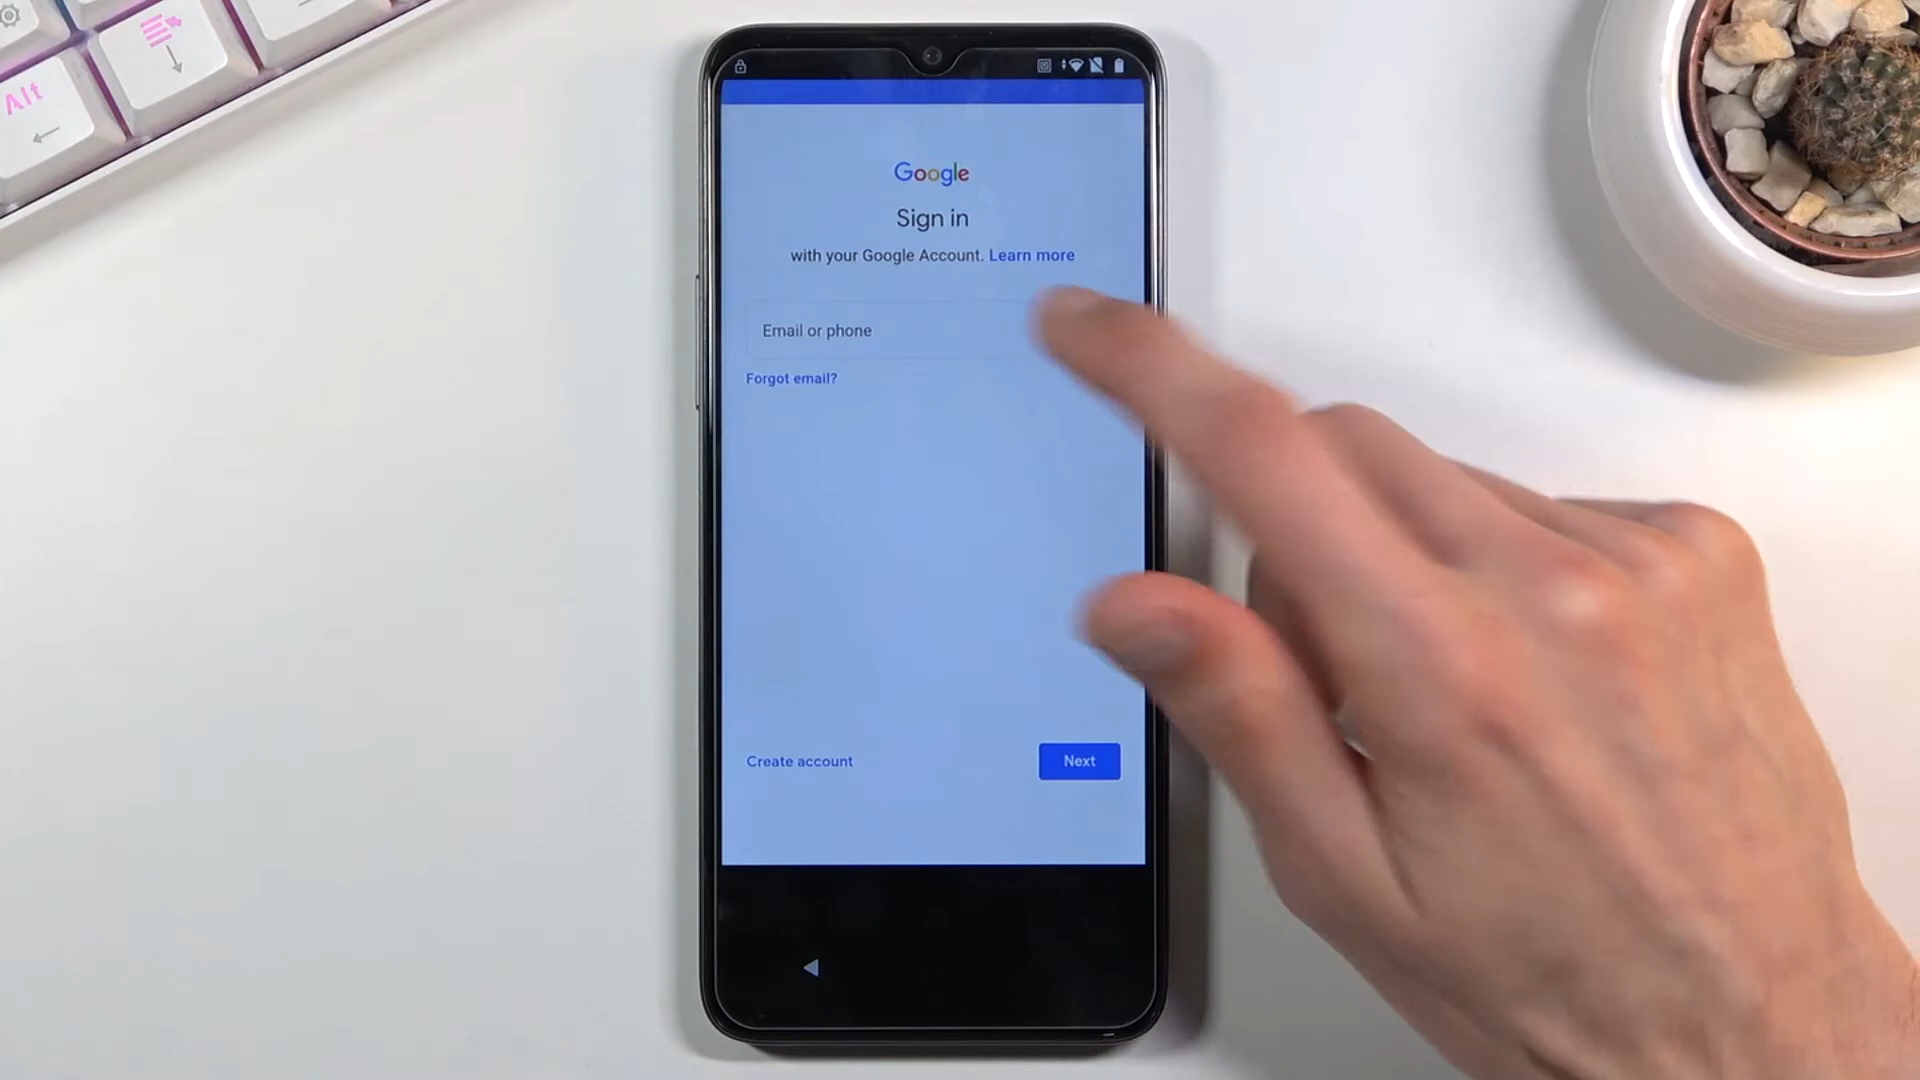 Alt
Google
Sign in
with your Google Account. Learn more
Email or phone
Forgot email?
Create account
Next